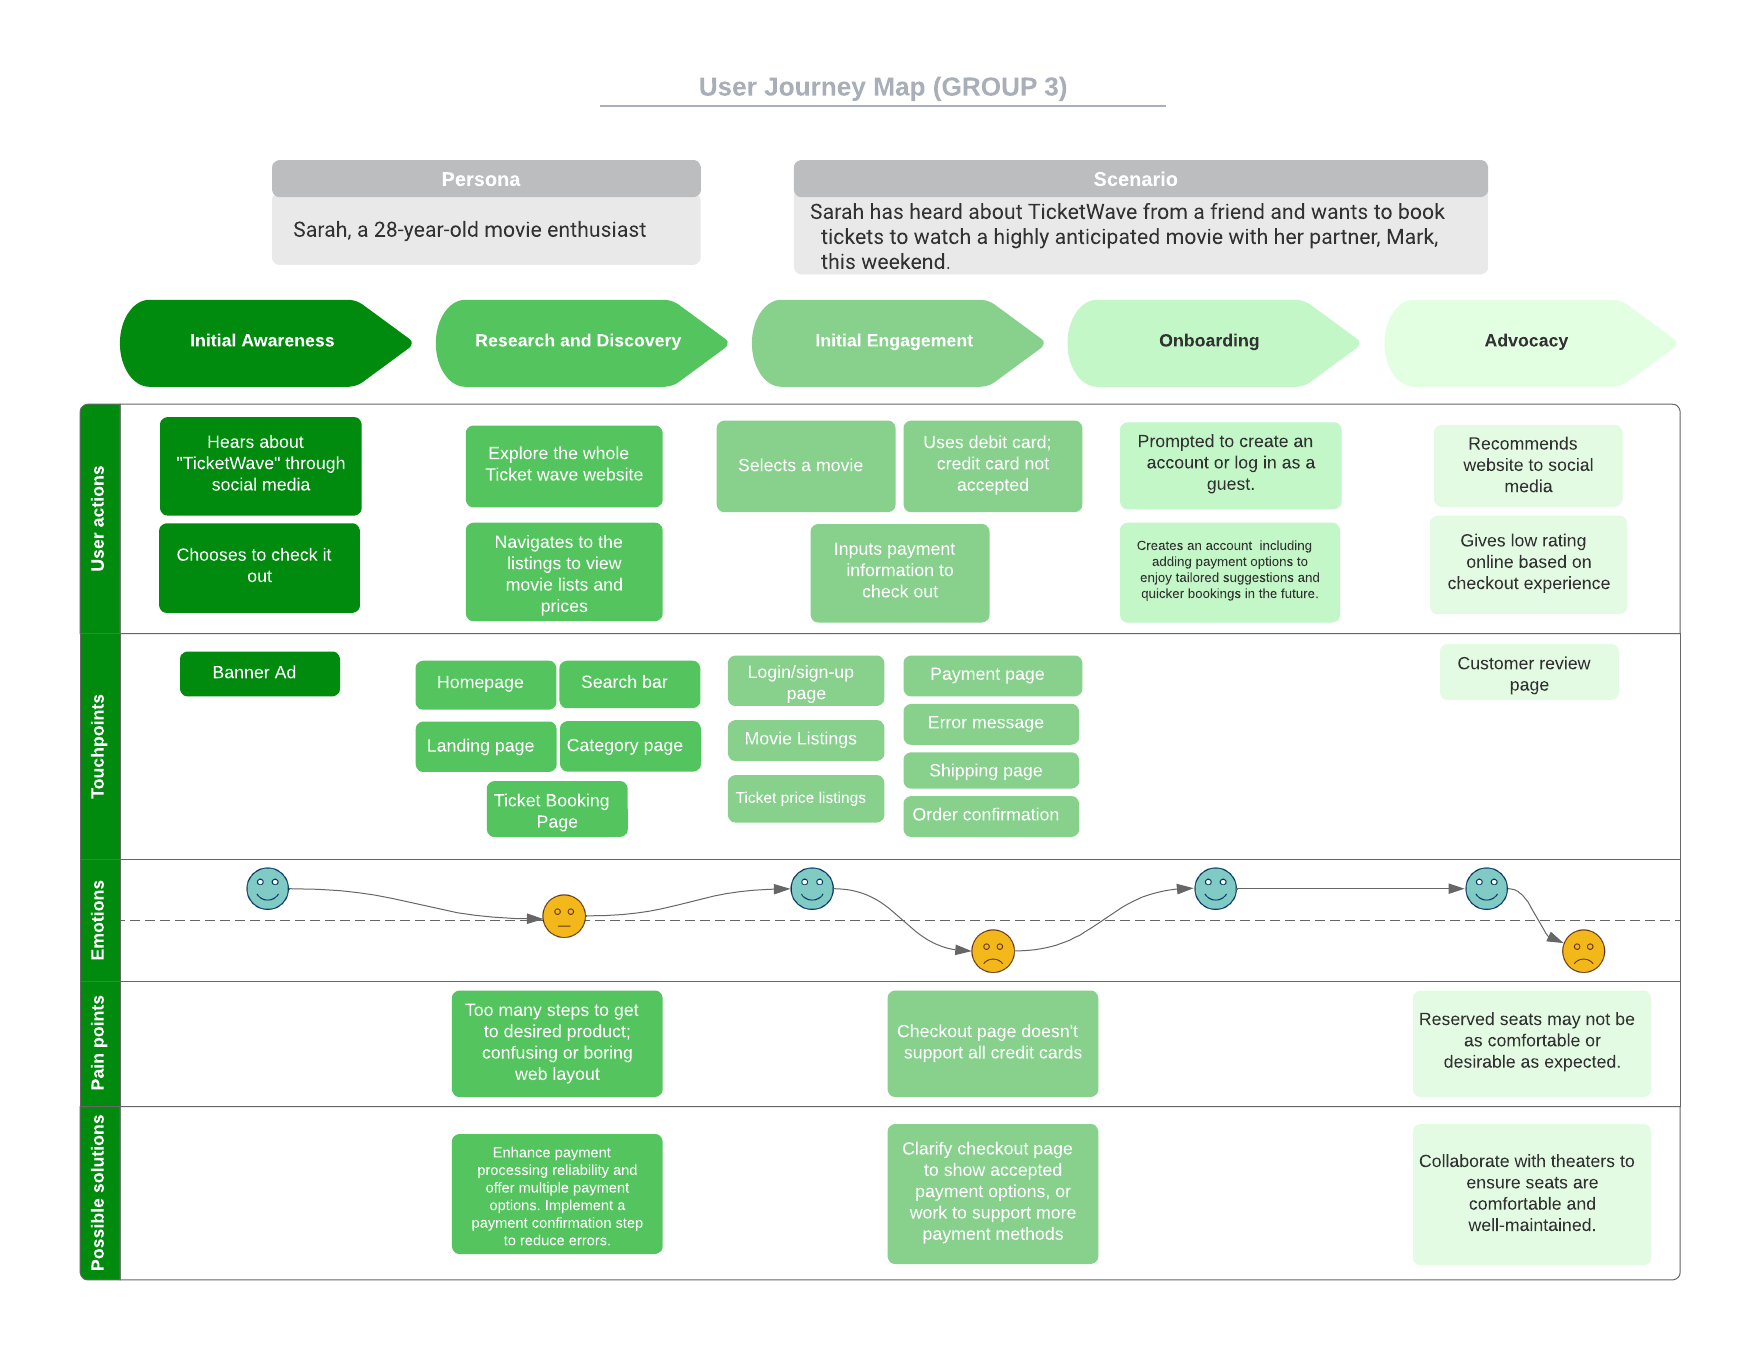 User Journey Map (GROUP 3)
Persona
Sarah, a 28-year-old movie enthusiast
Scenario
Sarah has heard about TicketWave from a friend and wants to book
tickets to watch a highly anticipated movie with her partner, Mark,
this weekend.
Initial Awareness
Research and Discovery
Initial Engagement
Onboarding
Advocacy
User actions
Hears about
"TicketWave" through
social media
Chooses to check it
out
Explore the whole
Ticket wave website
Navigates to the
listings to view
movie lists and
prices
Selects a movie
Uses debit card;
credit card not
accepted
Inputs payment
information to
check out
Prompted to create an
account or log in as a
guest.
Creates an account  including
adding payment options to
enjoy tailored suggestions and
quicker bookings in the future.
Recommends
website to social
media
Gives low rating
online based on
checkout experience
Touchpoints
Banner Ad
Homepage
Search bar
Landing page
Category page
Ticket Booking
Page
Login/sign-up
page
Movie Listings
Ticket price listings
Payment page
Error message
Shipping page
Order confirmation
Customer review
page
Emotions
Pain points
Too many steps to get
to desired product;
confusing or boring
web layout
Checkout page doesn't
support all credit cards
Reserved seats may not be
as comfortable or
desirable as expected.
Possible solutions
Enhance payment
processing reliability and
offer multiple payment
options. Implement a
payment confirmation step
to reduce errors.
Clarify checkout page
to show accepted
payment options, or
work to support more
payment methods
Collaborate with theaters to
ensure seats are
comfortable and
well-maintained.